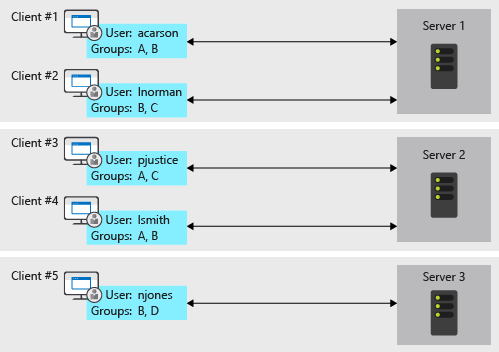 Client #1
User: acarson
Groups: A, B
Server 1
Client #2
User: lnorman
Groups: B, C
Client #3
User: pjustice
Groups: A, C
Server 2
Client #4
User: lsmith
Groups: A, B
Client #5
User: njones
Groups: B, D
Server 3